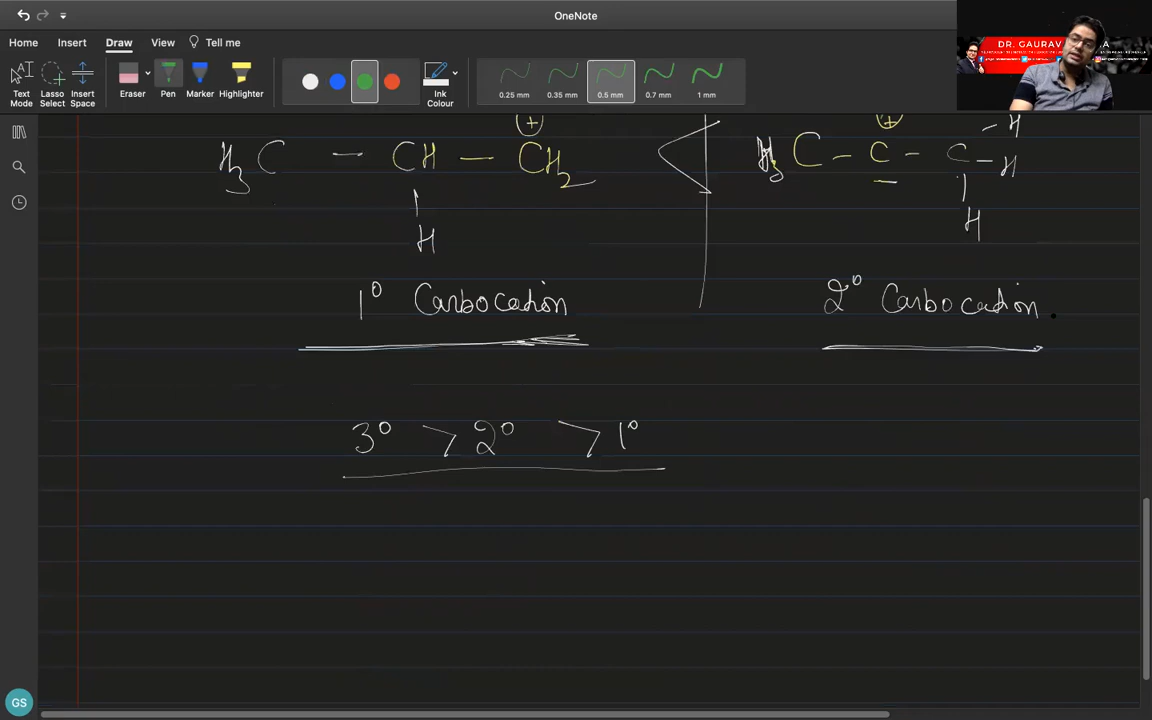 OneNote
Home Insert Draw View Tell me
DR. GAURAV
Text Mode Lasso Select Insert Space Eraser Pen Marker Highlighter Ink Colour 0.25 mm 0.35 mm 0.5 mm 0.7 mm 1 mm
H₃C — CH — CH₂ < H₃C – C – C – H
⊕ ⊕ H
H H
1° Carbocation 2° Carbocation
3° > 2° > 1°
GS